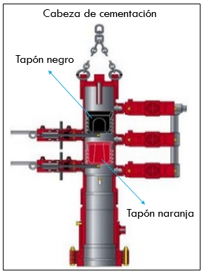 Cabeza de cementación
Tapón negro
Tapón naranja